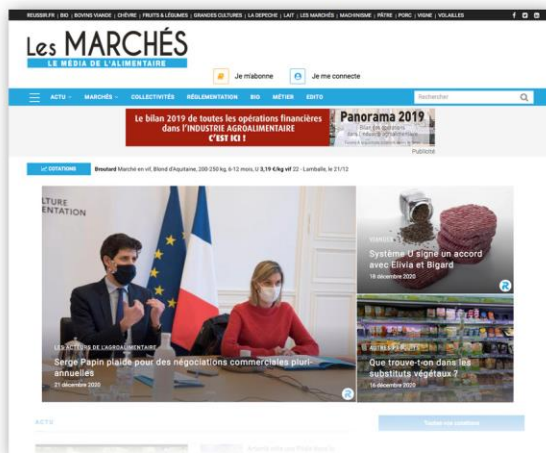 REUSSIR.FR | BIO | BOVINS VIANDE | CHÈVRE | FRUITS & LÉGUMES | GRANDES CULTURES | LA DEPECHE | LAIT | LES MARCHÉS | MACHINISME | PÂTRE | PORC | VIGNE | VOLAILLES
Les MARCHÉS
LE MÉDIA DE L'ALIMENTAIRE
Je m'abonne
Je me connecte
ACTU MARCHÉS COLLECTIVITÉS RÉGLEMENTATION BIO MÉTIER EDITO
Rechercher
Le bilan 2019 de toutes les opérations financières
dans l'INDUSTRIE AGROALIMENTAIRE
C'EST ICI !
Panorama 2019
Publicité
COTATIONS
Broutard Marché en vif, Blond d'Aquitaine, 200-250 kg, 6-12 mois, U 3,19 €/kg vif 22 - Lamballe, le 21/12
LTURE
ENTATION
LES ACTEURS DE L'AGROALIMENTAIRE
Serge Papin plaide pour des négociations commerciales pluri-
annuelles
21 décembre 2020
VIANDES
Système U signe un accord
avec Elivia et Bigard
18 décembre 2020
AUTRES PRODUITS
Que trouve-t-on dans les
substituts végétaux ?
16 décembre 2020
ACTU
Toutes nos cotations